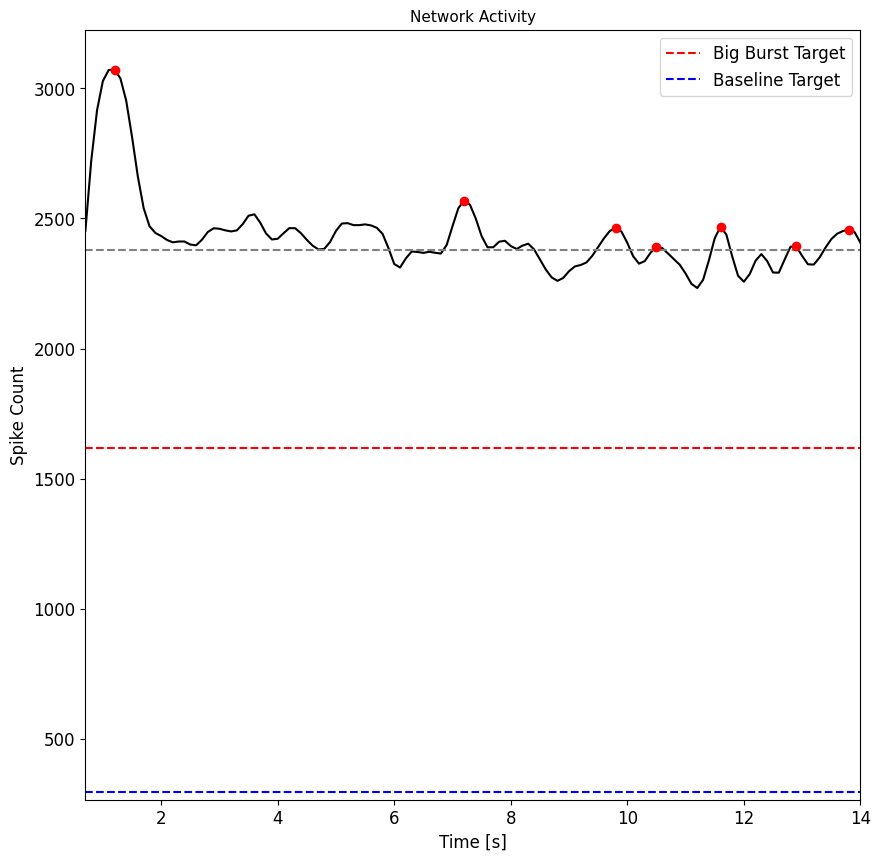 Network Activity
Big Burst Target
Baseline Target
Spike Count
3000
2500
2000
1500
1000
500
2 4 6 8 10 12 14
Time [s]